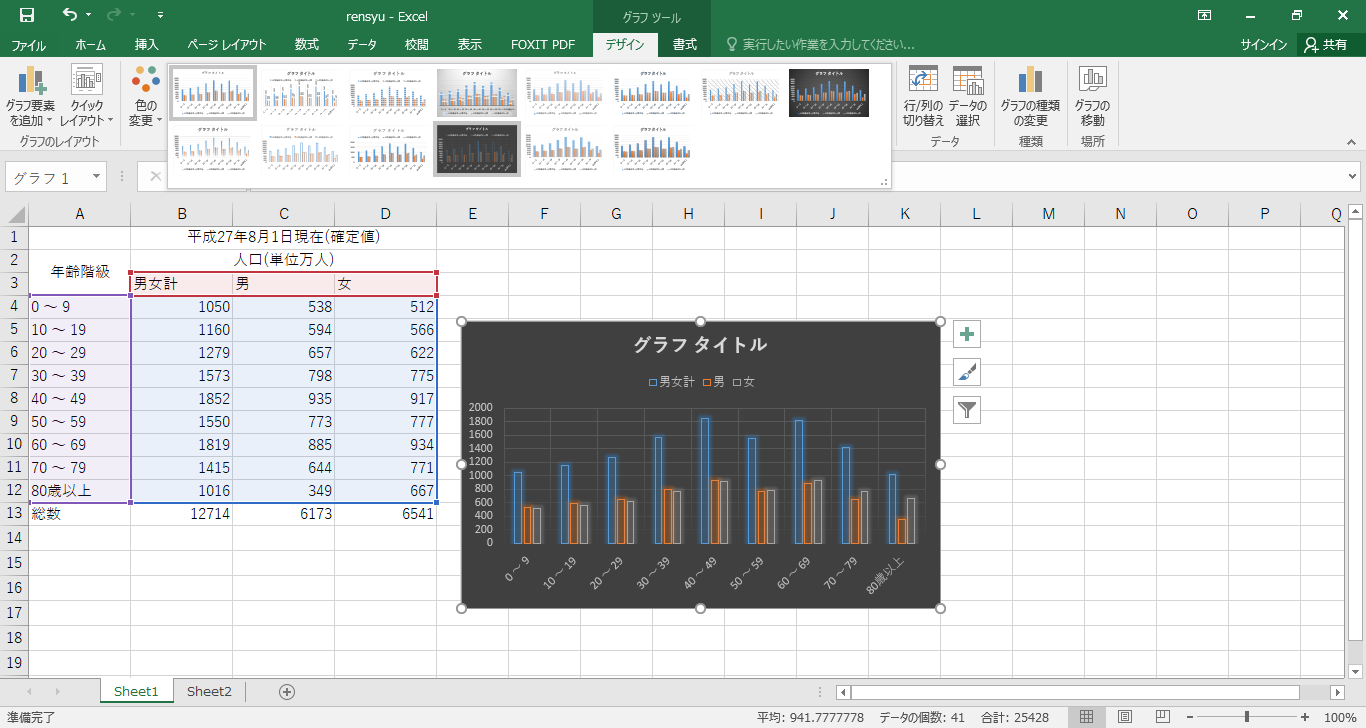 rensyu - Excel
グラフ ツール
ファイル ホーム 挿入 ページ レイアウト 数式 データ 校閲 表示 FOXIT PDF デザイン 書式 実行したい作業を入力してください... サインイン 共有
グラフ要素を追加 クイックレイアウト 色の変更 行/列の切り替え データの選択 グラフの種類の変更 グラフの移動
グラフのレイアウト データ 種類 場所
グラフ 1
A B C D E F G H I J K L M N O P Q
1 平成27年8月1日現在(確定値)
2 人口(単位万人)
年齢階級
3 男女計 男 女
4 0 ～ 9 1050 538 512
5 10 ～ 19 1160 594 566
6 20 ～ 29 1279 657 622
7 30 ～ 39 1573 798 775
8 40 ～ 49 1852 935 917
9 50 ～ 59 1550 773 777
10 60 ～ 69 1819 885 934
11 70 ～ 79 1415 644 771
12 80歳以上 1016 349 667
13 総数 12714 6173 6541
14
15
16
17
18
19
グラフ タイトル
男女計 男 女
2000
1800
1600
1400
1200
1000
800
600
400
200
0
0 ～ 9 10 ～ 19 20 ～ 29 30 ～ 39 40 ～ 49 50 ～ 59 60 ～ 69 70 ～ 79 80歳以上
Sheet1 Sheet2
準備完了 平均: 941.7777778 データの個数: 41 合計: 25428 100%